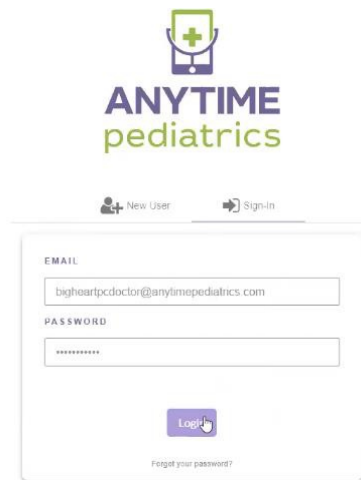 ANYTIME
pediatrics
New User Sign-In
EMAIL
bigheartpcdoctor@anytimepediatrics.com
PASSWORD
•••••••••••
Login
Forgot your password?